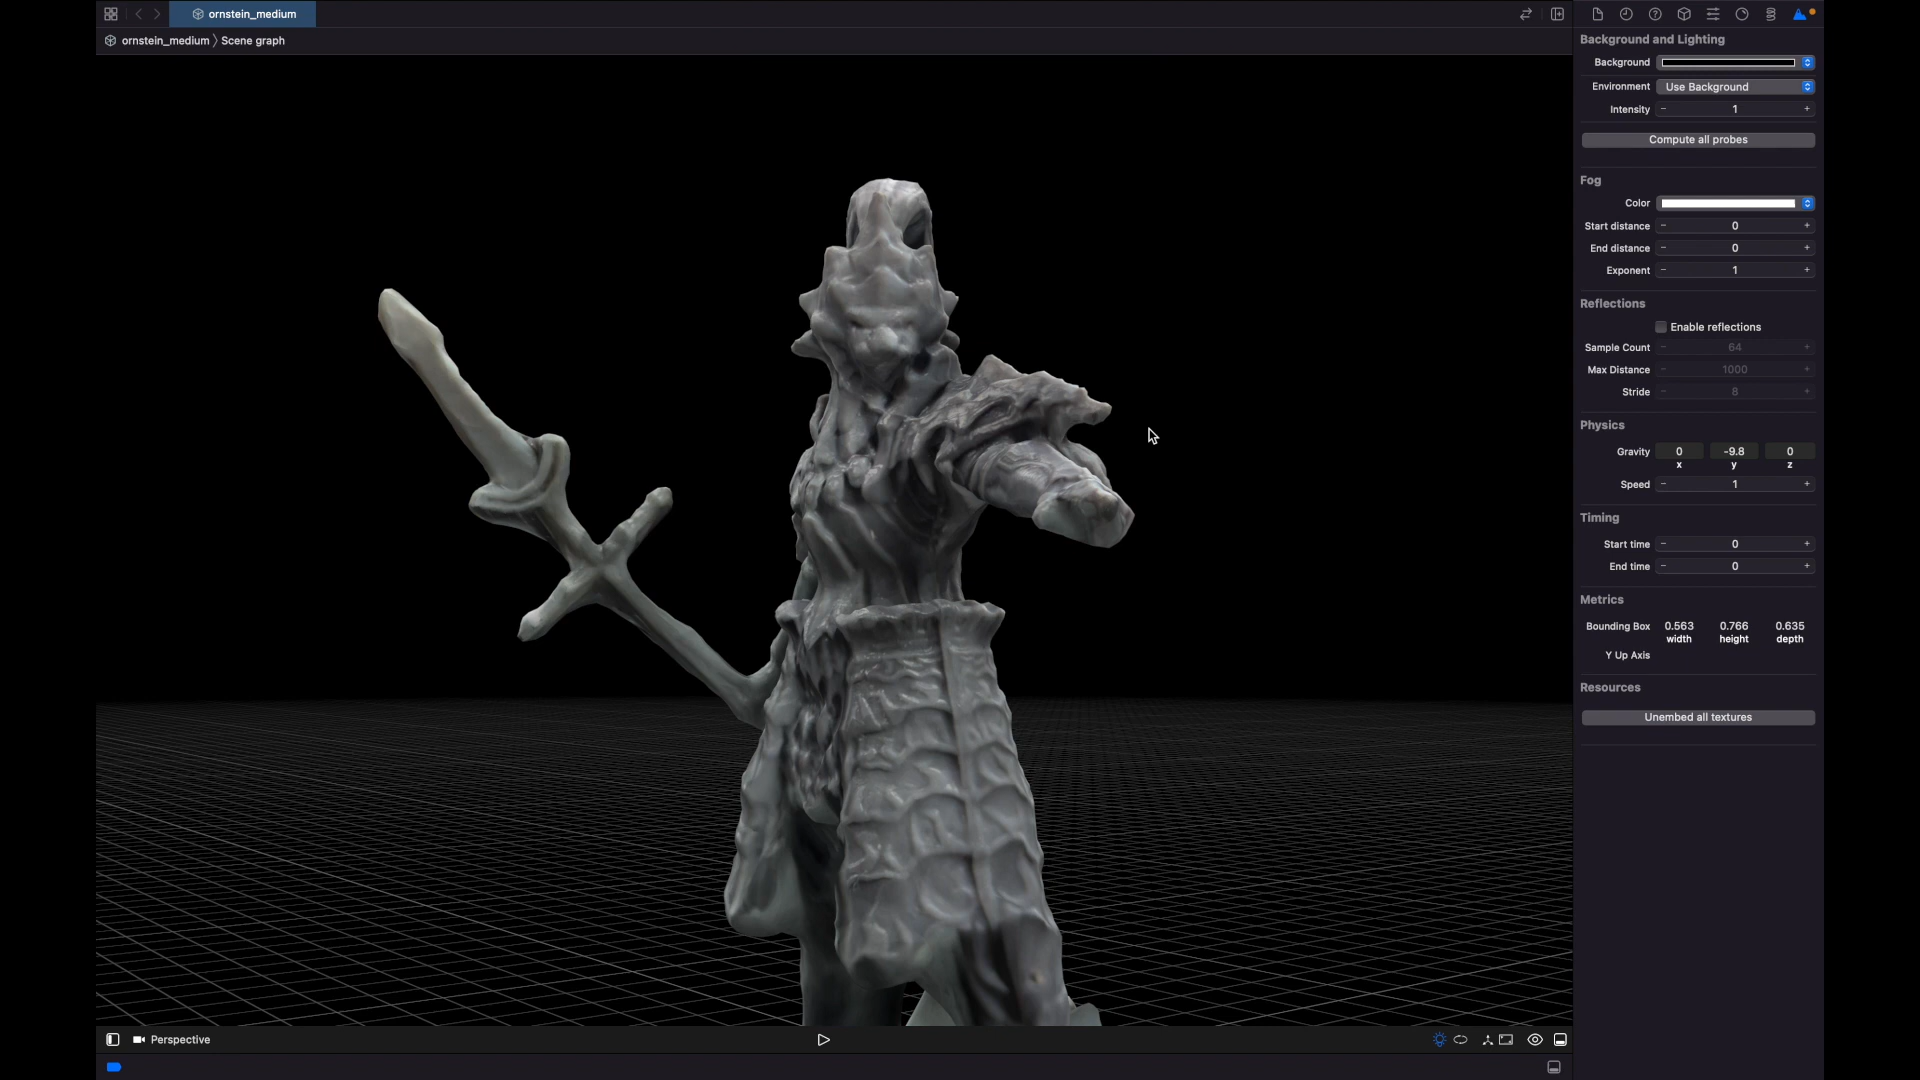 ornstein_medium
ornstein_medium 〉 Scene graph
Background and Lighting
Background
Environment Use Background
Intensity − 1 +
Compute all probes
Fog
Color
Start distance − 0 +
End distance − 0 +
Exponent − 1 +
Reflections
Enable reflections
Sample Count − 64 +
Max Distance − 1000 +
Stride − 8 +
Physics
Gravity 0 -9.8 0
x y z
Speed − 1 +
Timing
Start time − 0 +
End time − 0 +
Metrics
Bounding Box 0.563 0.766 0.635
width height depth
Y Up Axis
Resources
Unembed all textures
Perspective